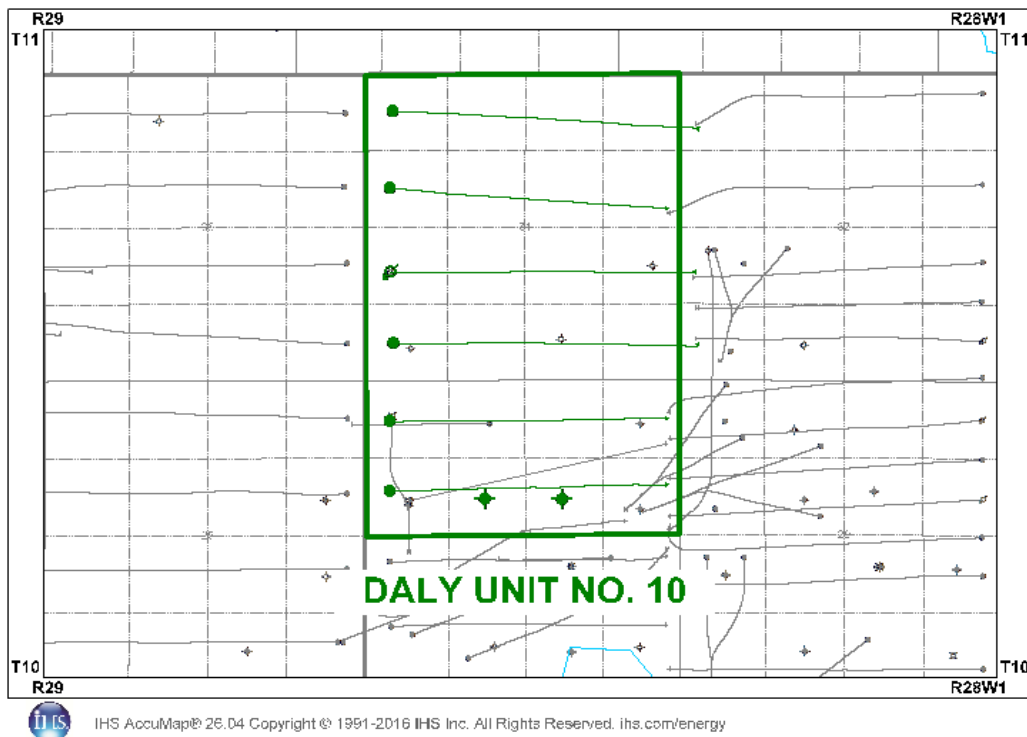 R29 R28W1
T11 T11
DALY UNIT NO. 10
T10 T10
R29 R28W1
IHS IHS AccuMap® 26.04 Copyright © 1991-2016 IHS Inc. All Rights Reserved. ihs.com/energy